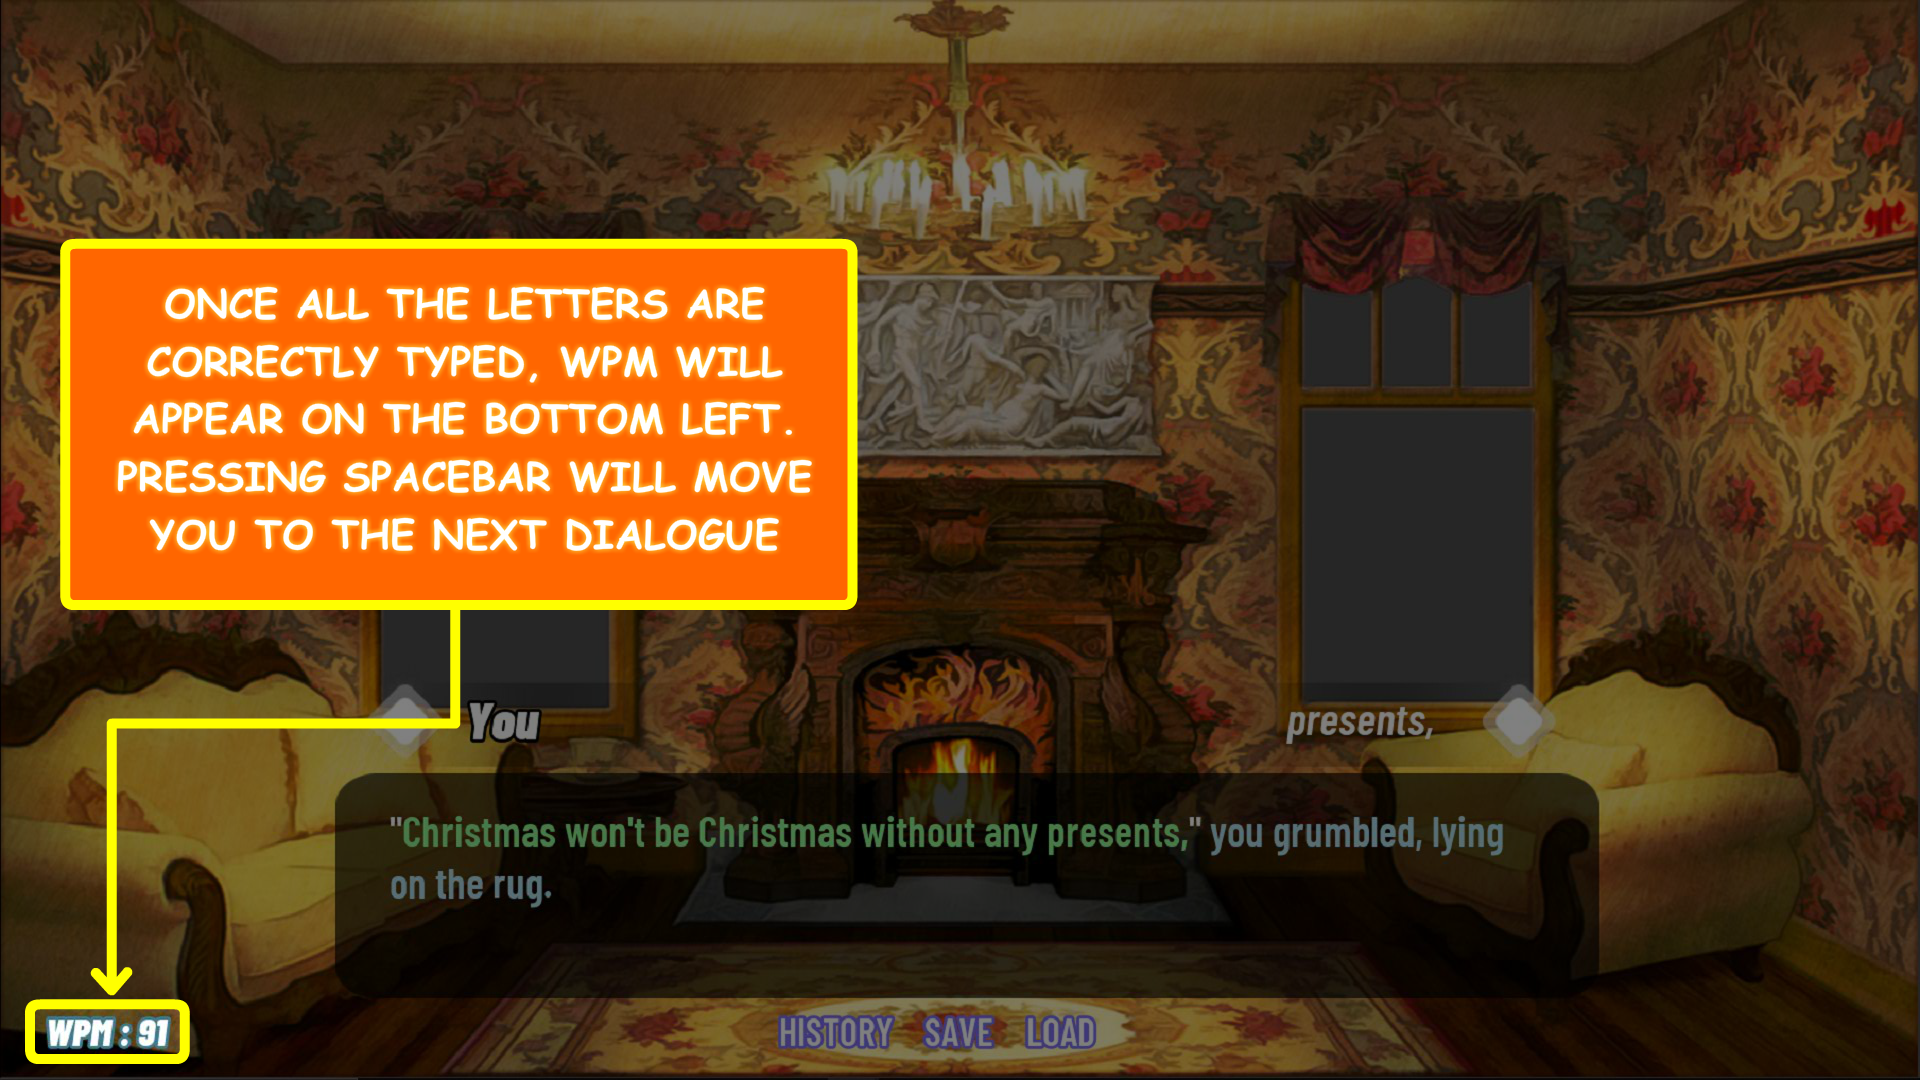 ONCE ALL THE LETTERS ARE
CORRECTLY TYPED, WPM WILL
APPEAR ON THE BOTTOM LEFT.
PRESSING SPACEBAR WILL MOVE
YOU TO THE NEXT DIALOGUE
You
presents,
"Christmas won't be Christmas without any presents," you grumbled, lying
on the rug.
WPM : 91
HISTORY SAVE LOAD